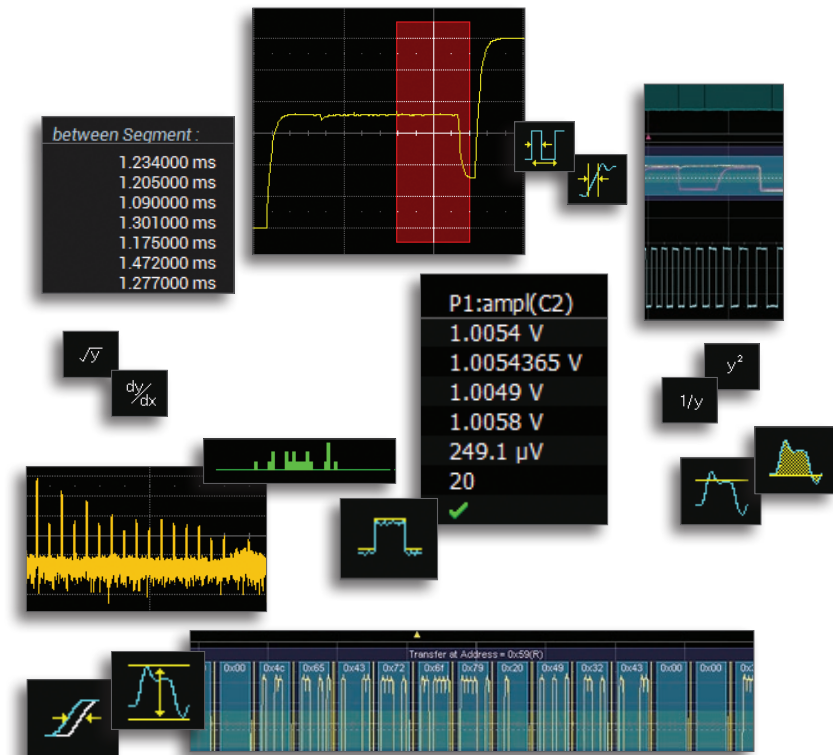 between Segment :
1.234000 ms
1.205000 ms
1.090000 ms
1.301000 ms
1.175000 ms
1.472000 ms
1.277000 ms
P1:ampl(C2)
1.0054 V
1.0054365 V
1.0049 V
1.0058 V
249.1 µV
20
√y
dy/dx
y²
1/y
Transfer at Address = 0x59(R)
0x00 0x4c 0x65 0x43 0x72 0x6f 0x79 0x20 0x49 0x32 0x43 0x00 0x00